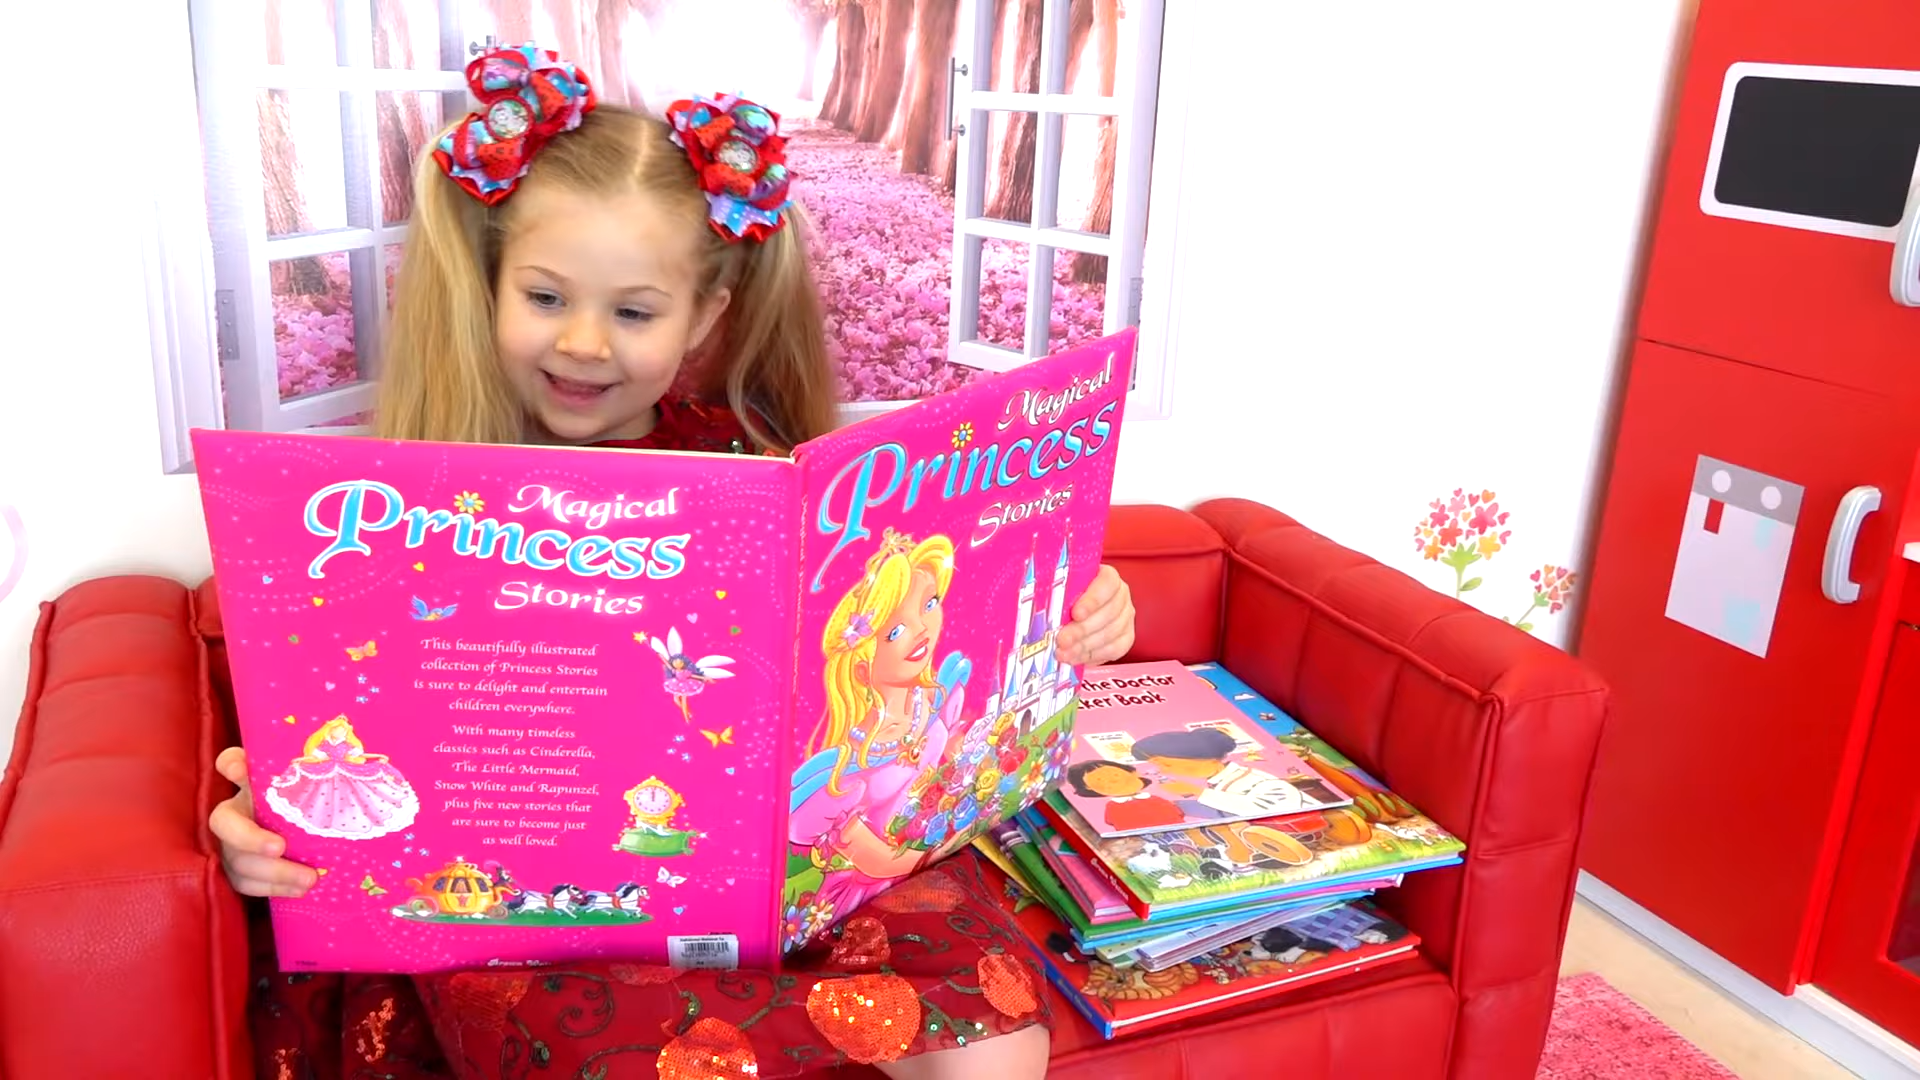 Magical
Princess
Stories
This beautifully illustrated
collection of Princess Stories
is sure to delight and entertain
children everywhere.
With many timeless
classics such as Cinderella,
The Little Mermaid,
Snow White and Rapunzel,
plus five new stories that
are sure to become just
as well loved.
Brown
Magical
Princess
Stories
the Doctor
Book